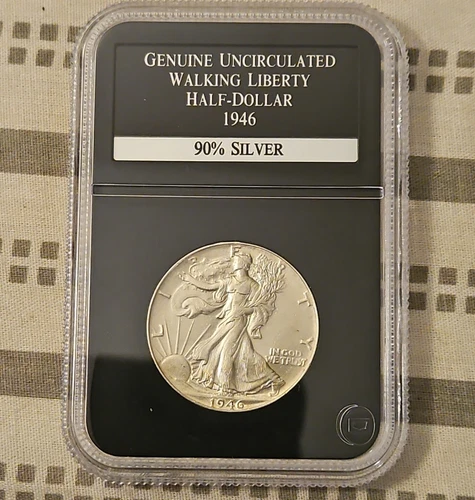 GENUINE UNCIRCULATED
WALKING LIBERTY
HALF-DOLLAR
1946
90% SILVER
LIBERTY
IN GOD
WE TRUST
1946